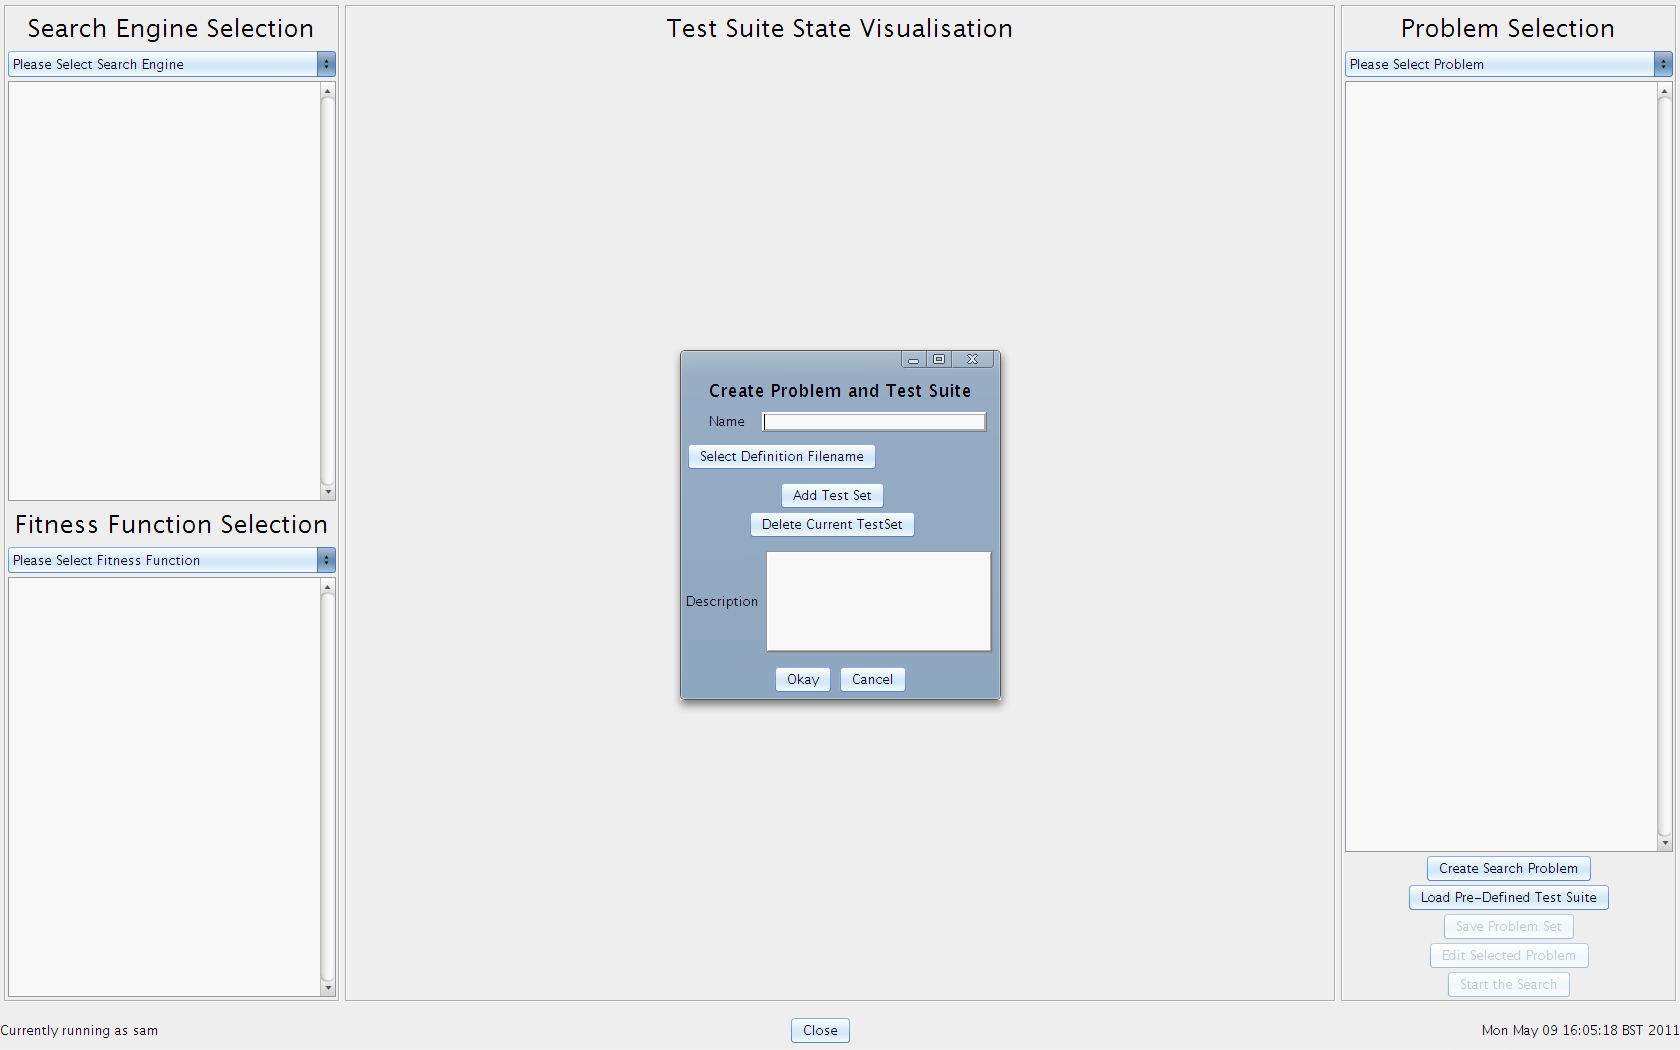 Search Engine Selection
Please Select Search Engine
Fitness Function Selection
Please Select Fitness Function
Test Suite State Visualisation
Create Problem and Test Suite
Name
Select Definition Filename
Add Test Set
Delete Current TestSet
Description
Okay Cancel
Problem Selection
Please Select Problem
Create Search Problem
Load Pre-Defined Test Suite
Save Problem Set
Edit Selected Problem
Start the Search
Currently running as sam
Close
Mon May 09 16:05:18 BST 2011